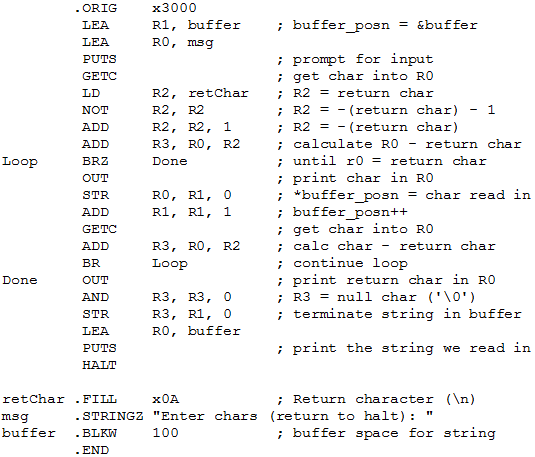 .ORIG x3000
LEA R1, buffer ; buffer_posn = &buffer
LEA R0, msg
PUTS ; prompt for input
GETC ; get char into R0
LD R2, retChar ; R2 = return char
NOT R2, R2 ; R2 = -(return char) - 1
ADD R2, R2, 1 ; R2 = -(return char)
ADD R3, R0, R2 ; calculate R0 - return char
Loop BRZ Done ; until r0 = return char
OUT ; print char in R0
STR R0, R1, 0 ; *buffer_posn = char read in
ADD R1, R1, 1 ; buffer_posn++
GETC ; get char into R0
ADD R3, R0, R2 ; calc char - return char
BR Loop ; continue loop
Done OUT ; print return char in R0
AND R3, R3, 0 ; R3 = null char ('\0')
STR R3, R1, 0 ; terminate string in buffer
LEA R0, buffer
PUTS ; print the string we read in
HALT
retChar .FILL x0A ; Return character (\n)
msg .STRINGZ "Enter chars (return to halt): "
buffer .BLKW 100 ; buffer space for string
.END